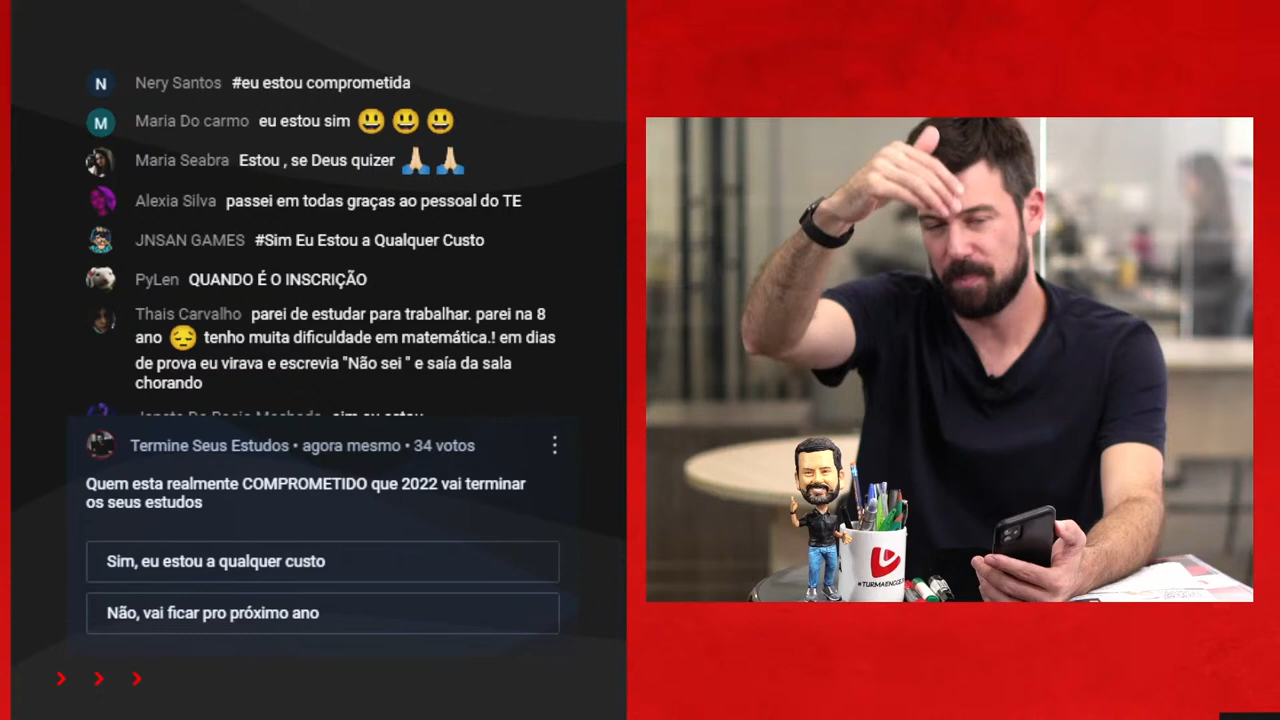 N Nery Santos #eu estou comprometida
M Maria Do carmo eu estou sim 😃 😃 😃
Maria Seabra Estou , se Deus quizer 🙏🏻 🙏🏻
Alexia Silva passei em todas graças ao pessoal do TE
JNSAN GAMES #Sim Eu Estou a Qualquer Custo
PyLen QUANDO É O INSCRIÇÃO
Thais Carvalho parei de estudar para trabalhar. parei na 8
ano 😔 tenho muita dificuldade em matemática.! em dias
de prova eu virava e escrevia "Não sei " e saía da sala
chorando
sim eu estou
Termine Seus Estudos • agora mesmo • 34 votos
Quem esta realmente COMPROMETIDO que 2022 vai terminar
os seus estudos
Sim, eu estou a qualquer custo
Não, vai ficar pro próximo ano